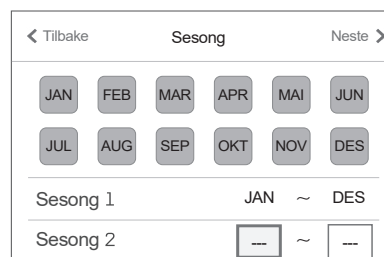 Tilbake Sesong Neste
JAN FEB MAR APR MAI JUN
JUL AUG SEP OKT NOV DES
Sesong 1 JAN ~ DES
Sesong 2 --- ~ ---